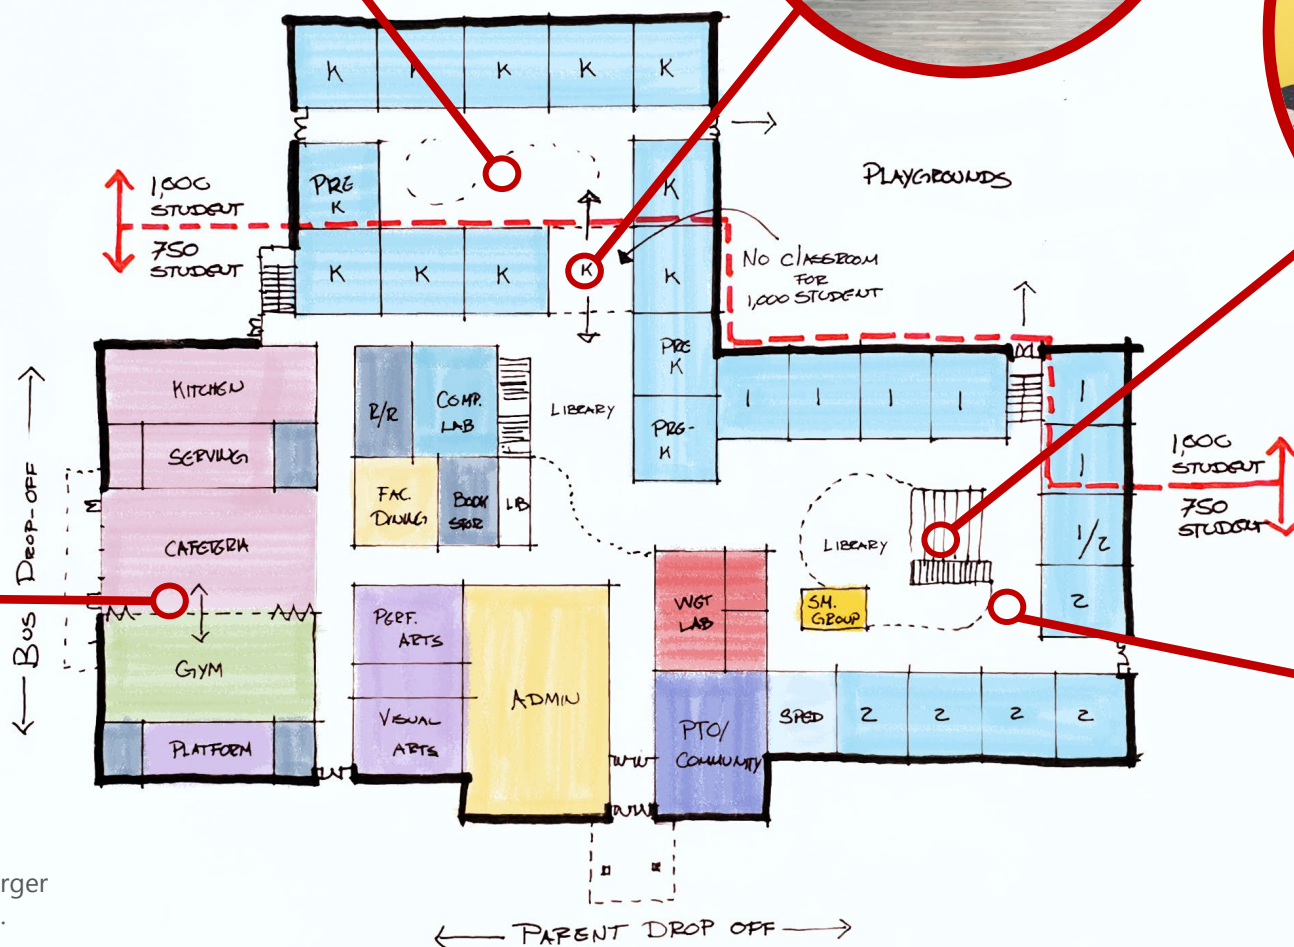 K K K K K
PRE
K
K
PLAYGROUNDS
1,000
STUDENT
750
STUDENT
K K K K K
NO CLASSROOM
FOR
1,000 STUDENT
KITCHEN
R/R
COMP.
LAB
LIBRARY
PRE
K
1 1 1 1 1
SERVING
PRE-
K
1
1,000
STUDENT
750
STUDENT
FAC.
DINING
BOOK
STOR
LIB
CAFETERIA
LIBRARY
1/2
BUS DROP-OFF
PERF.
ARTS
WGT
LAB
SM.
GROUP
2
GYM
ADMIN
VISUAL
ARTS
PLATFORM
PTO/
COMMUNITY
SPED 2 2 2 2
rger
.
PARENT DROP OFF